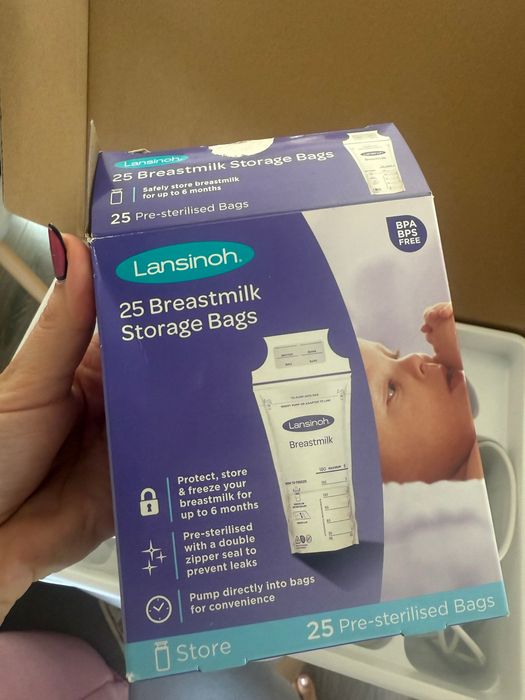 Lansinoh®
25 Breastmilk Storage Bags
Safely store breastmilk
for up to 6 months
25 Pre-sterilised Bags
Lansinoh®
25 Breastmilk
Storage Bags
BPA
BPS
FREE
Lansinoh
Breastmilk
Protect, store
& freeze your
breastmilk for
up to 6 months
Pre-sterilised
with a double
zipper seal to
prevent leaks
Pump directly into bags
for convenience
Store
25 Pre-sterilised Bags